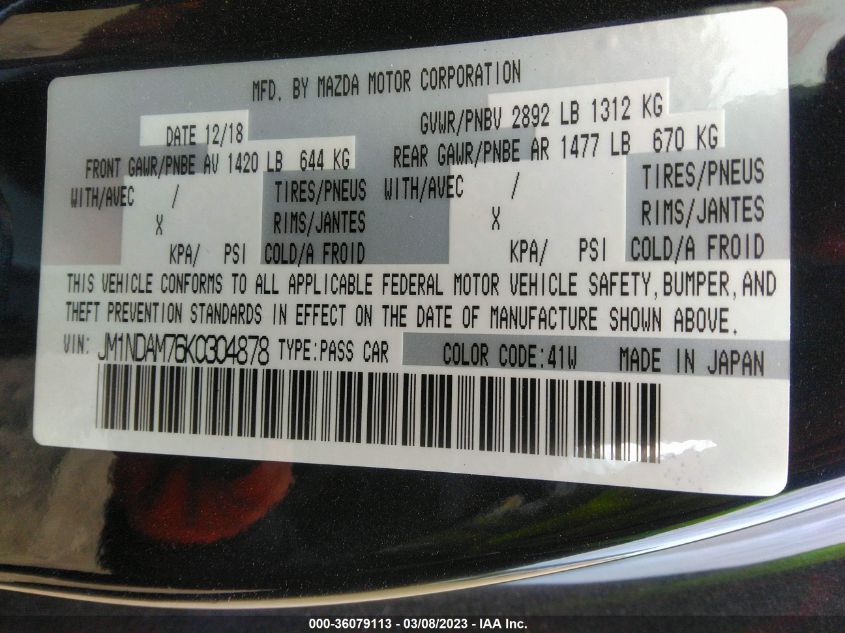 MFD. BY MAZDA MOTOR CORPORATION
DATE 12/18 GVWR/PNBV 2892 LB 1312 KG
FRONT GAWR/PNBE AV 1420 LB 644 KG REAR GAWR/PNBE AR 1477 LB 670 KG
WITH/AVEC / TIRES/PNEUS WITH/AVEC / TIRES/PNEUS
X RIMS/JANTES X RIMS/JANTES
KPA/ PSI COLD/A FROID KPA/ PSI COLD/A FROID
THIS VEHICLE CONFORMS TO ALL APPLICABLE FEDERAL MOTOR VEHICLE SAFETY, BUMPER, AND
THEFT PREVENTION STANDARDS IN EFFECT ON THE DATE OF MANUFACTURE SHOWN ABOVE.
VIN: JM1NDAM76K0304878 TYPE:PASS CAR COLOR CODE:41W MADE IN JAPAN
000-36079113 - 03/08/2023 - IAA Inc.